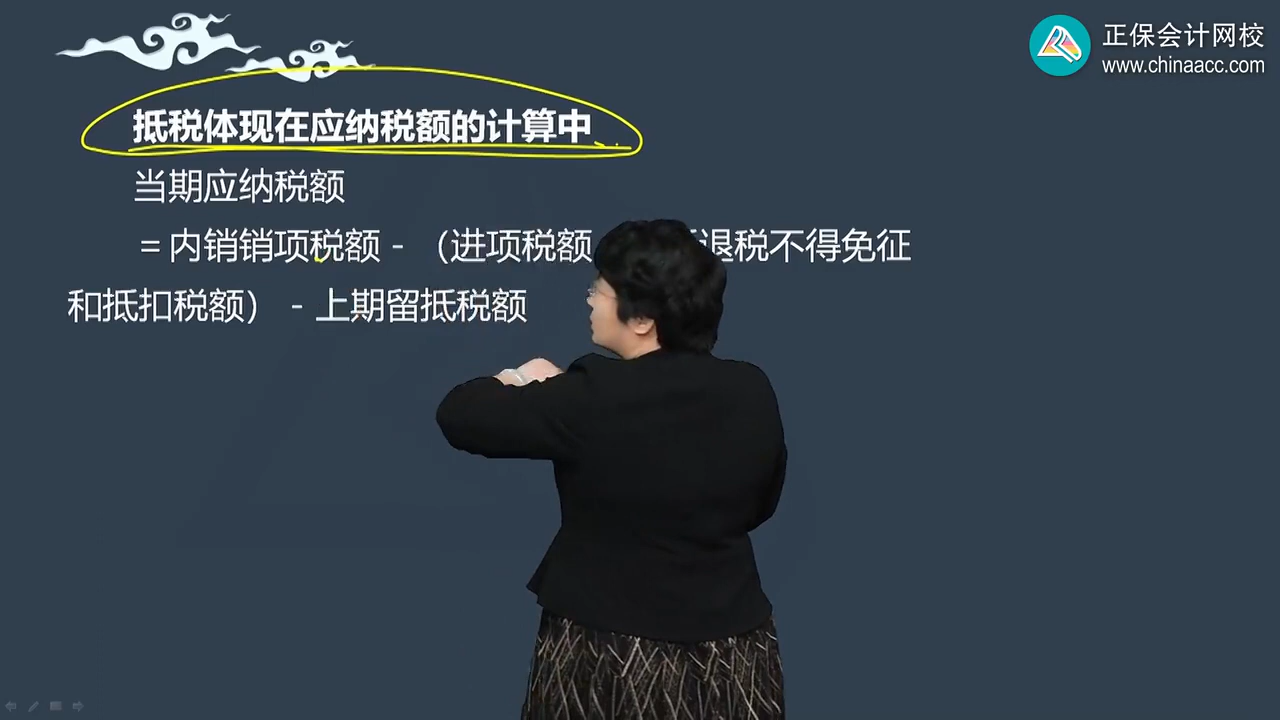 正保会计网校
www.chinaacc.com
抵税体现在应纳税额的计算中
当期应纳税额
=内销销项税额-（进项税额 退税不得免征
和抵扣税额）-上期留抵税额